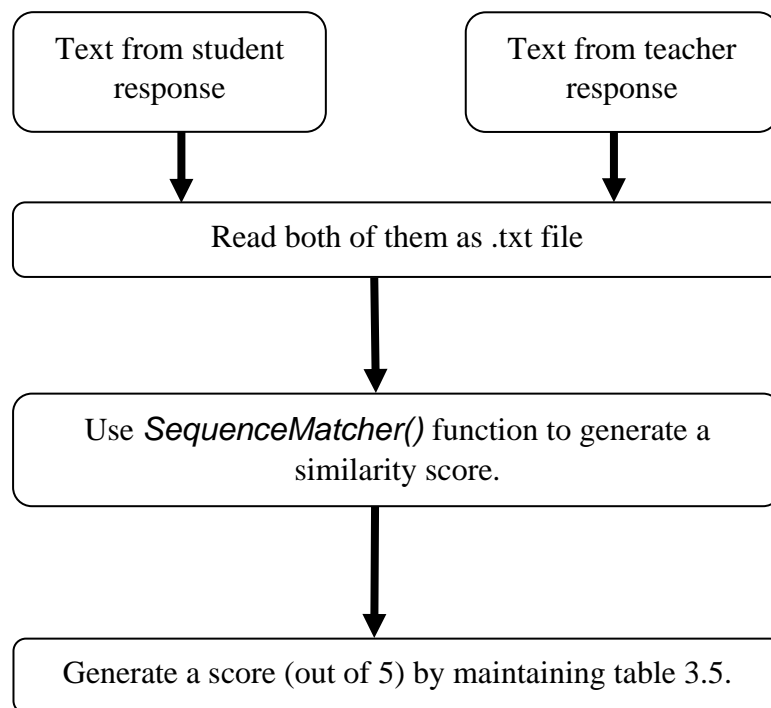 Text from student
response
Text from teacher
response
Read both of them as .txt file
Use SequenceMatcher() function to generate a
similarity score.
Generate a score (out of 5) by maintaining table 3.5.